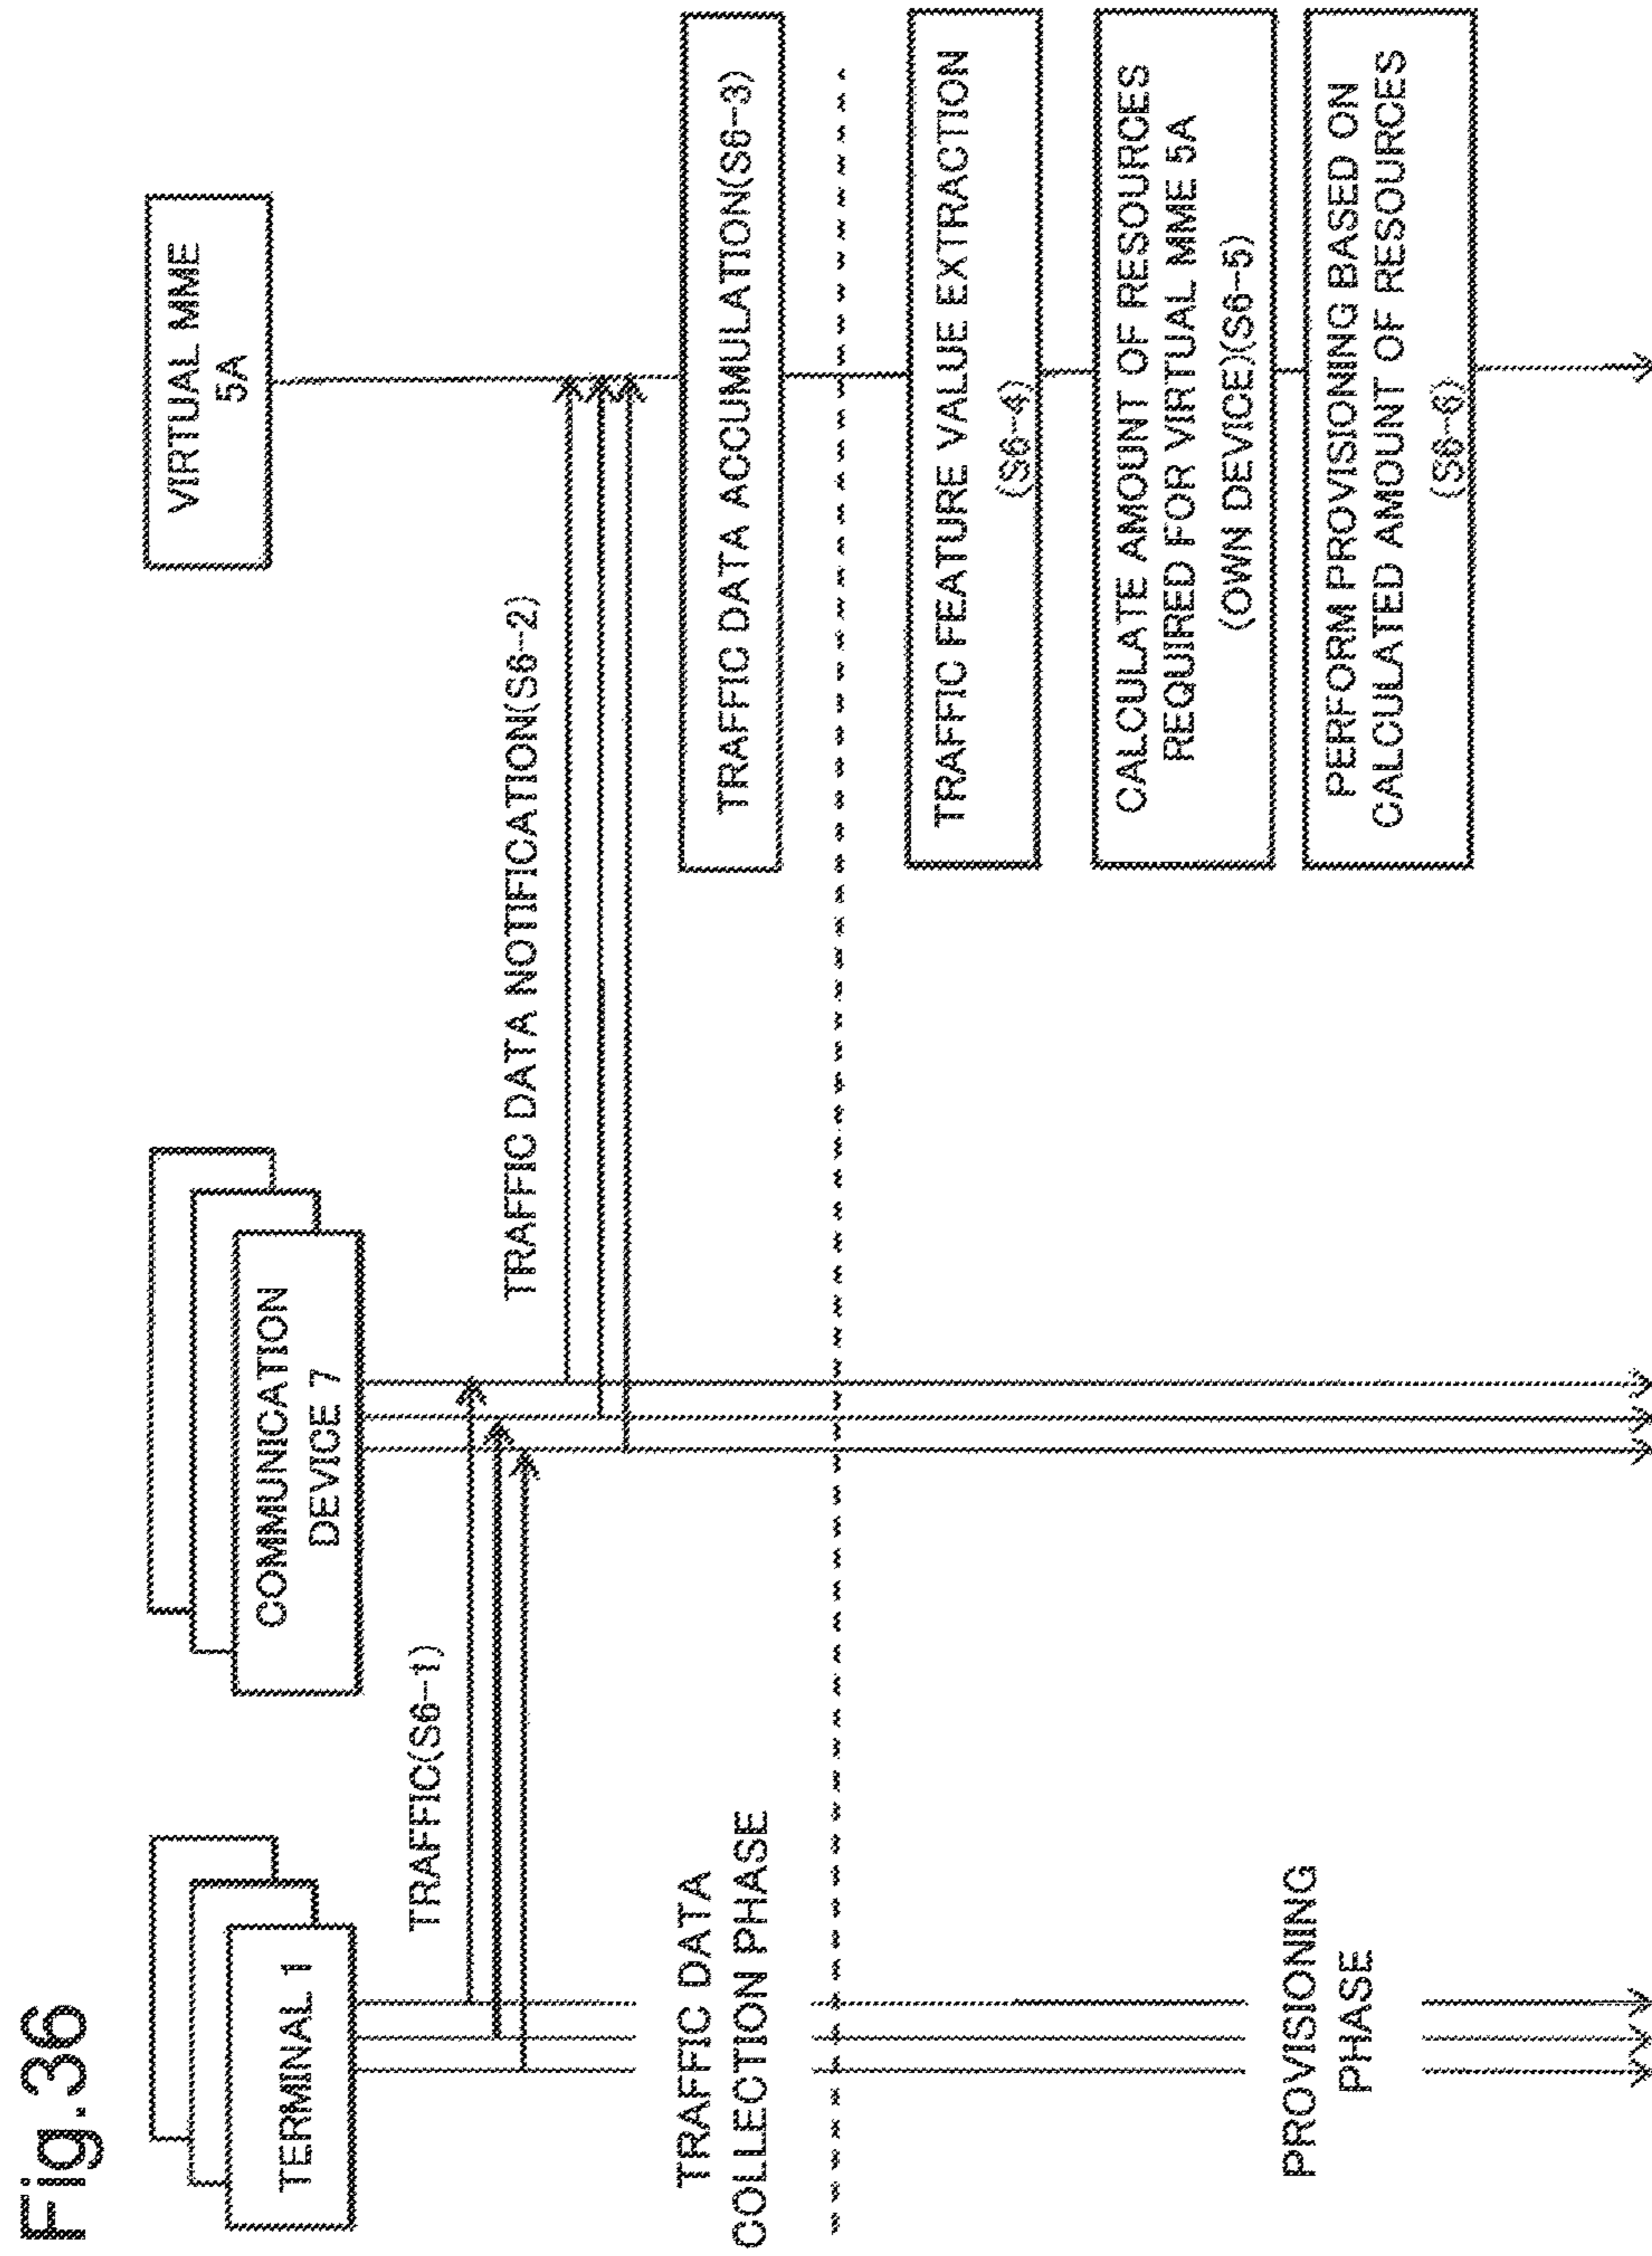 Fig.36
TERMINAL 1
COMMUNICATION
DEVICE 7
VIRTUAL MME
5A
TRAFFIC(S6-1)
TRAFFIC DATA NOTIFICATION(S6-2)
TRAFFIC DATA ACCUMULATION(S6-3)
TRAFFIC DATA
COLLECTION PHASE
TRAFFIC FEATURE VALUE EXTRACTION
(S6-4)
CALCULATE AMOUNT OF RESOURCES
REQUIRED FOR VIRTUAL MME 5A
(OWN DEVICE)(S6-5)
PROVISIONING
PHASE
PERFORM PROVISIONING BASED ON
CALCULATED AMOUNT OF RESOURCES
(S6-6)